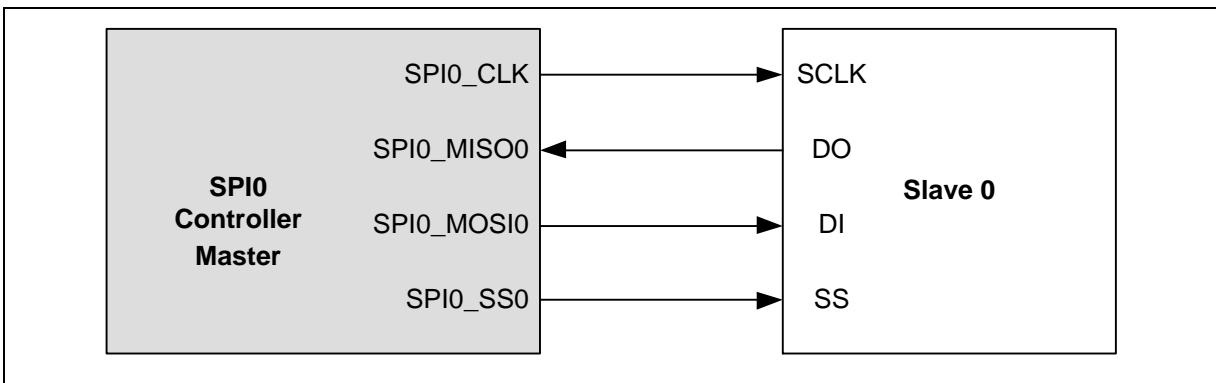 SPI0_CLK
SCLK
SPI0_MISO0
DO
SPI0
Controller
Master
Slave 0
SPI0_MOSI0
DI
SPI0_SS0
SS